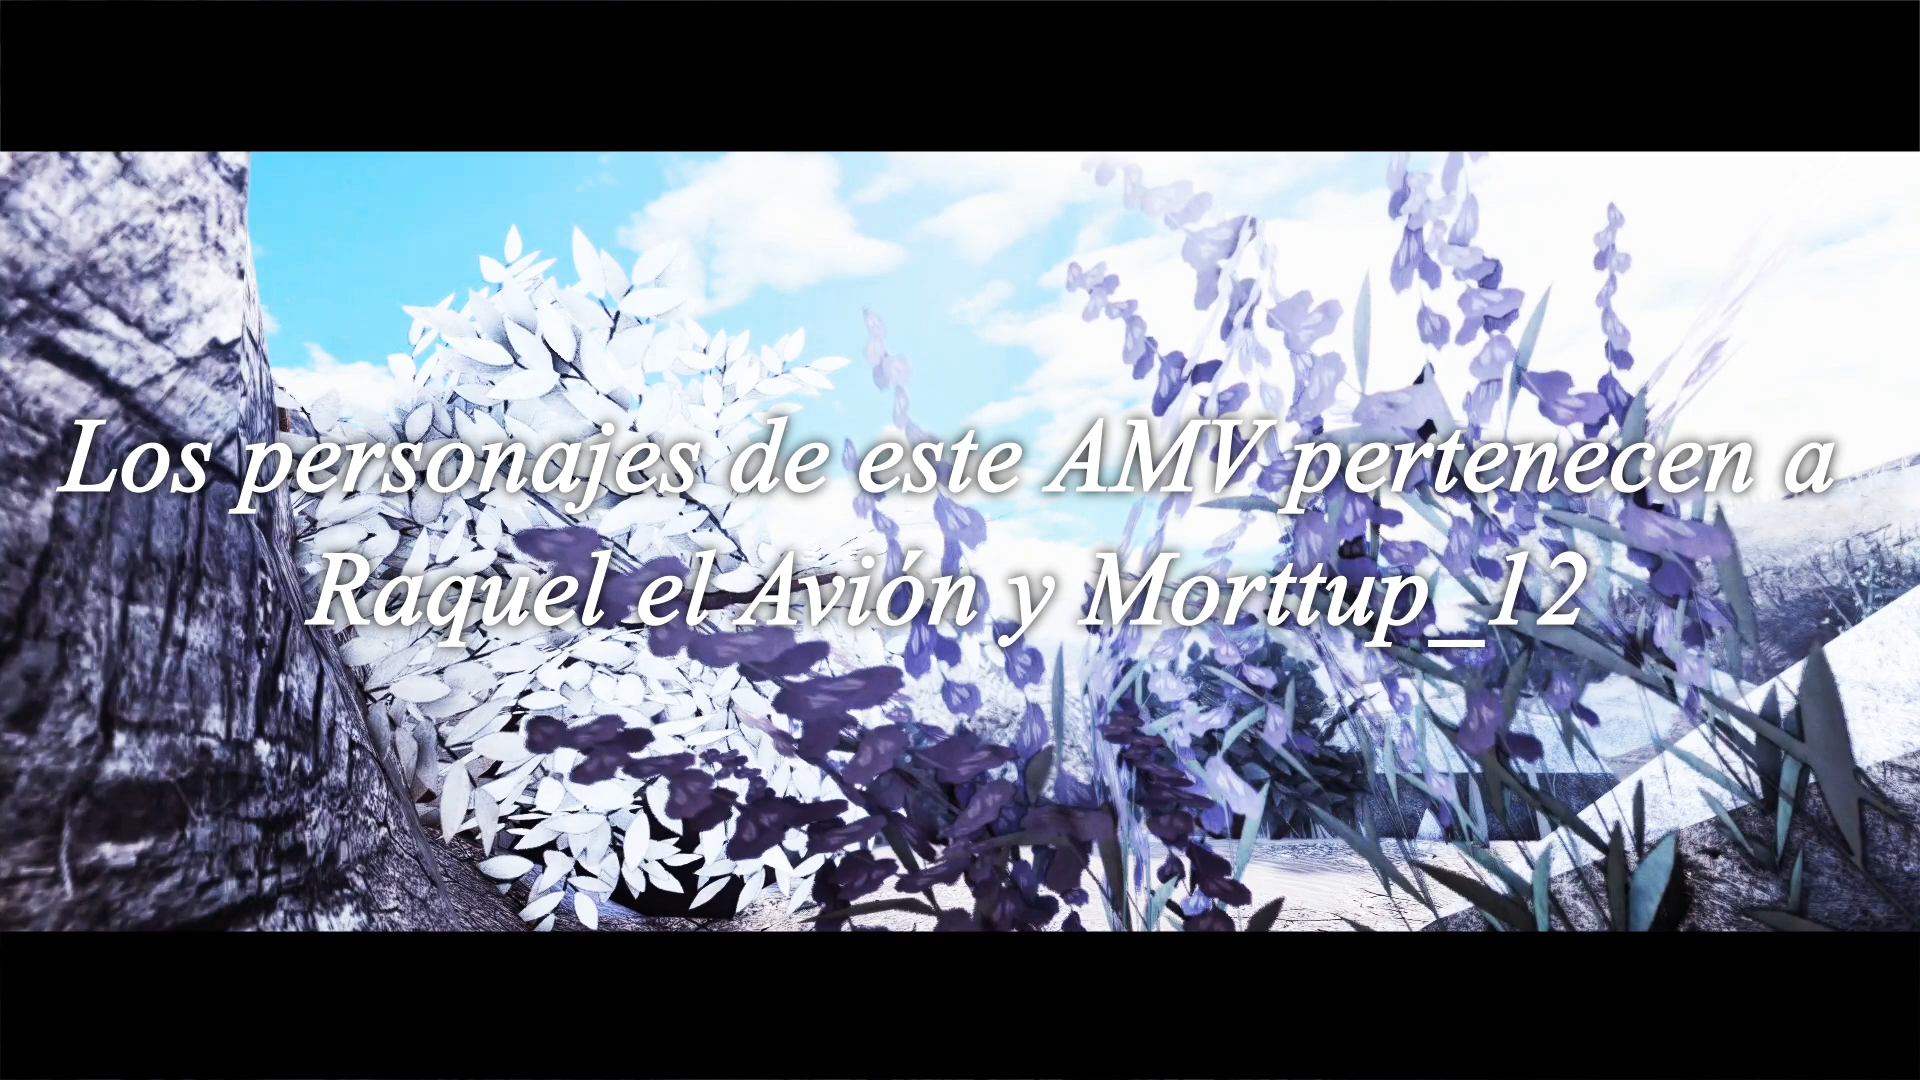 Los personajes de este AMV pertenecen a
Raquel el Avión y Morttup_12